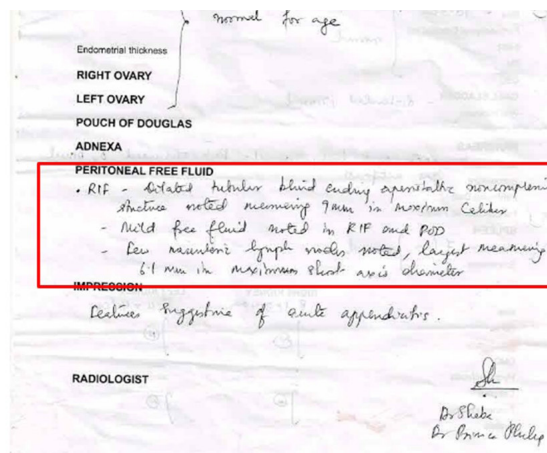 normal for age
Endometrial thickness
RIGHT OVARY
LEFT OVARY
POUCH OF DOUGLAS
ADNEXA
PERITONEAL FREE FLUID
• RIF - Dilated tubular blind ending aperistaltic noncompressi
structure noted measuring 9mm in maximum Caliber
- Mild free fluid noted in RIF and POD
- Few lymph nodes noted, largest measuring
6.1 mm in maximum short axis diameter
IMPRESSION
Features suggestive of acute appendicitis.
RADIOLOGIST
Dr Sheba
Dr Prince Philip